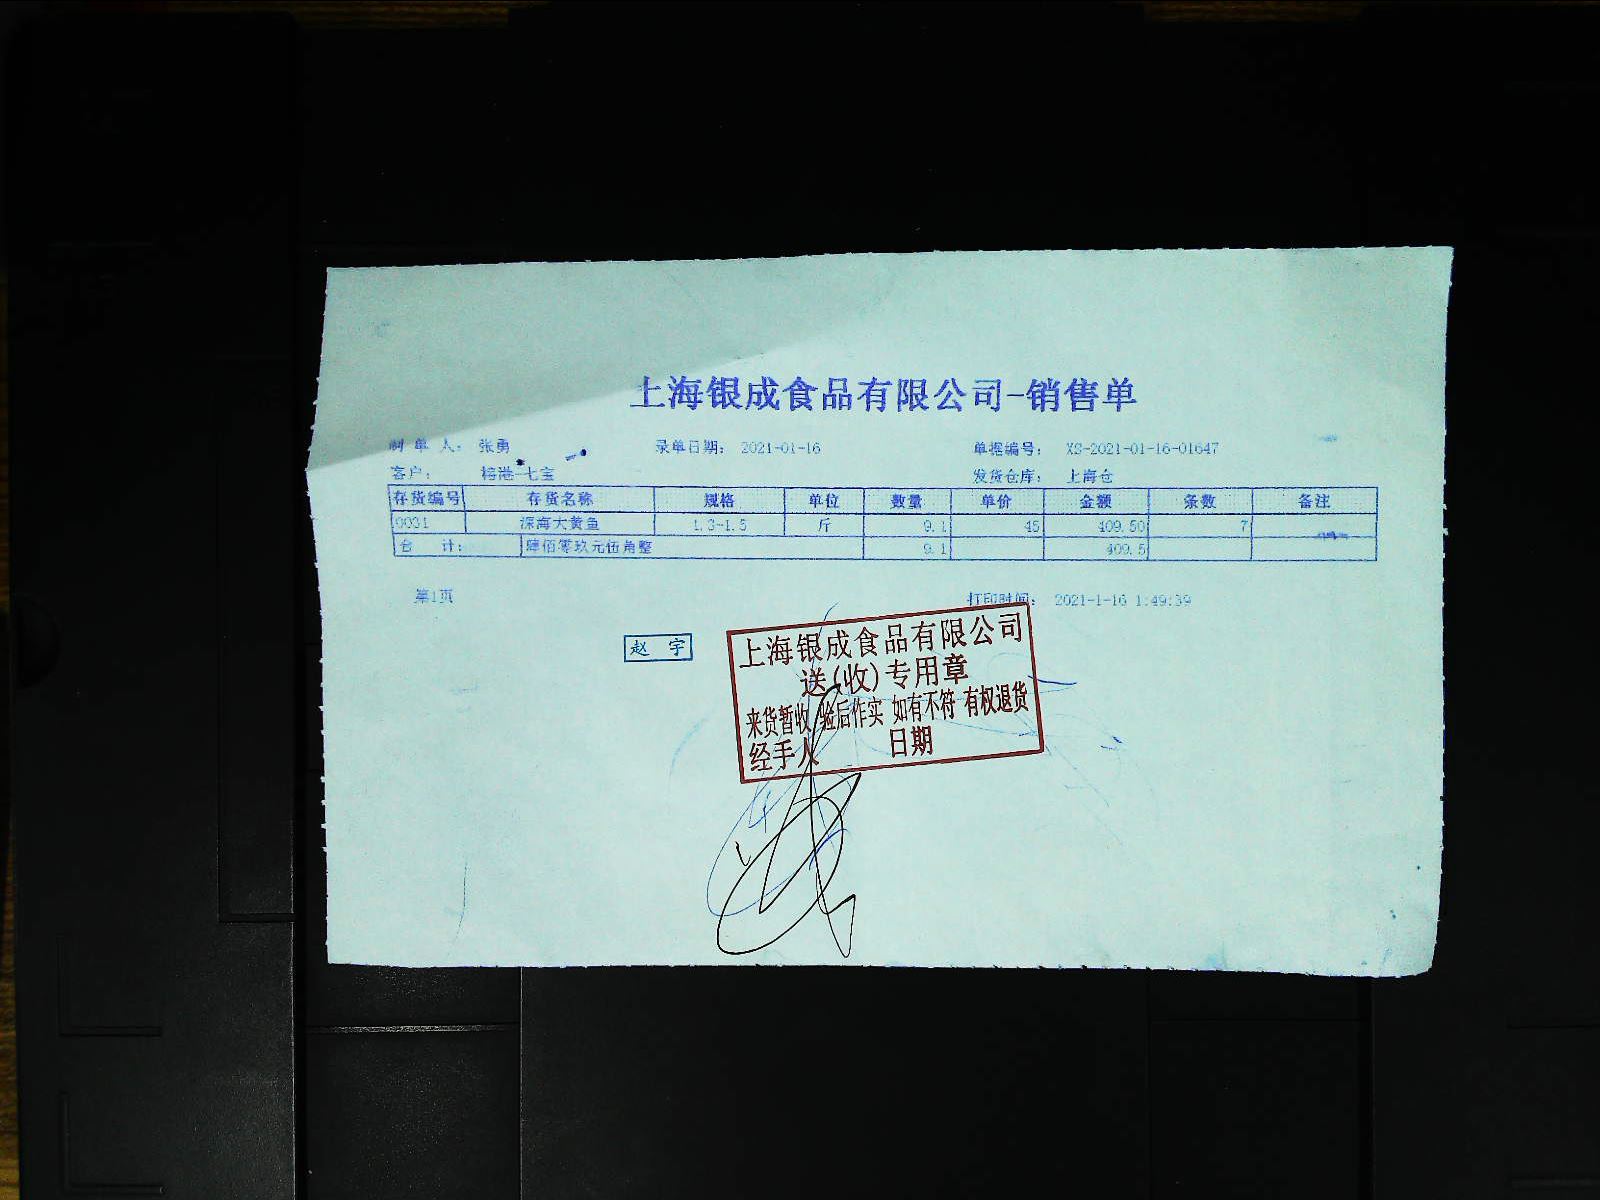 上海银成食品有限公司-销售单
制 单 人： 张勇 录单日期： 2021-01-16 单据编号： XS-2021-01-16-01647
客户： 榕港-七宝 发货仓库： 上海仓
存货编号 存货名称 规格 单位 数量 单价 金额 条数 备注
0031 深海大黄鱼 1.3-1.5 斤 9.1 45 409.50 7
合 计： 肆佰零玖元伍角整 9.1 409.5
第1页 打印时间： 2021-1-16 1:49:39
赵 宇
上海银成食品有限公司
送(收)专用章
来货暂收 验后作实 如有不符 有权退货
经手人 日期